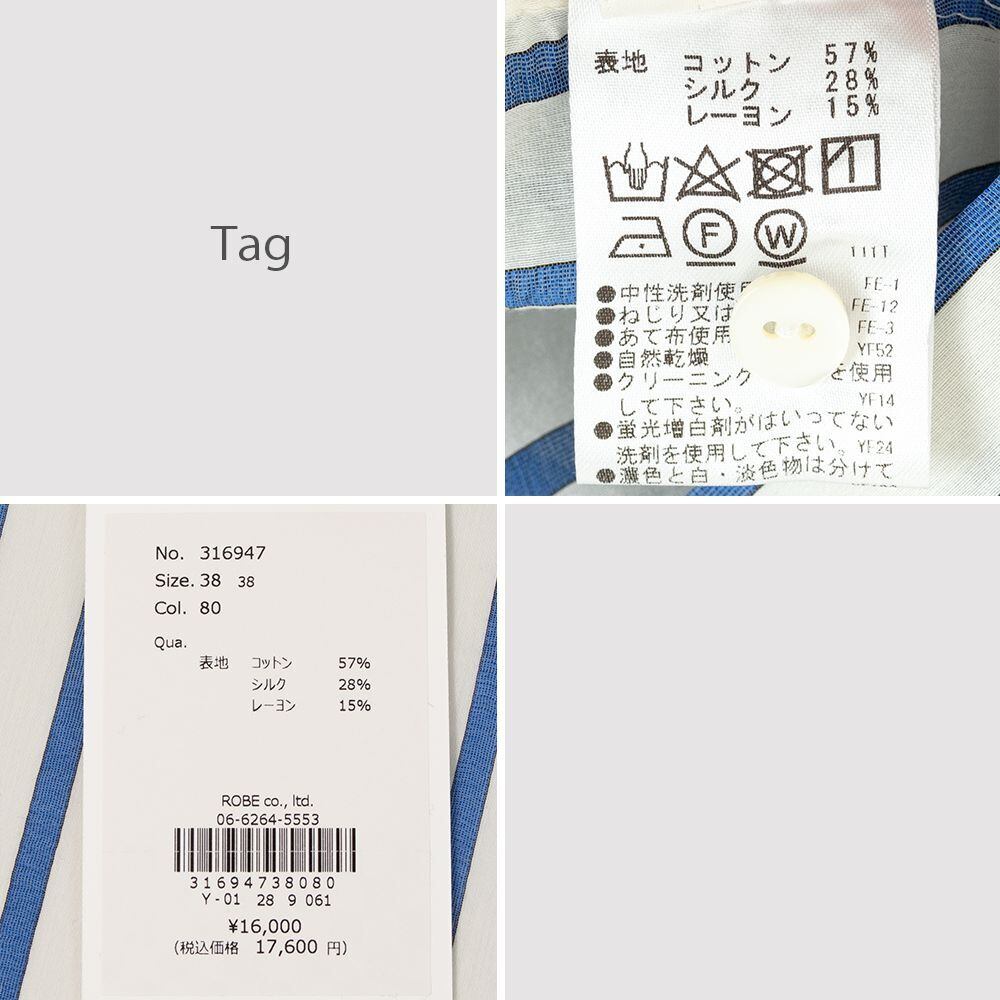 Tag
表地 コットン 57%
シルク 28%
レーヨン 15%
F W
111T
●中性洗剤使 FE-1
●ねじり又は FE-12
●あて布使用 FE-3
●自然乾燥 YF52
●クリーニング を使用
して下さい。 YF14
●蛍光増白剤がはいってない
洗剤を使用して下さい。 YF24
●濃色と白・淡色物は分けて
No. 316947
Size. 38 38
Col. 80
Qua.
表地 コットン 57%
シルク 28%
レーヨン 15%
ROBE co., ltd.
06-6264-5553
31694738080
Y-01 28 9 061
¥16,000
(税込価格 17,600 円)